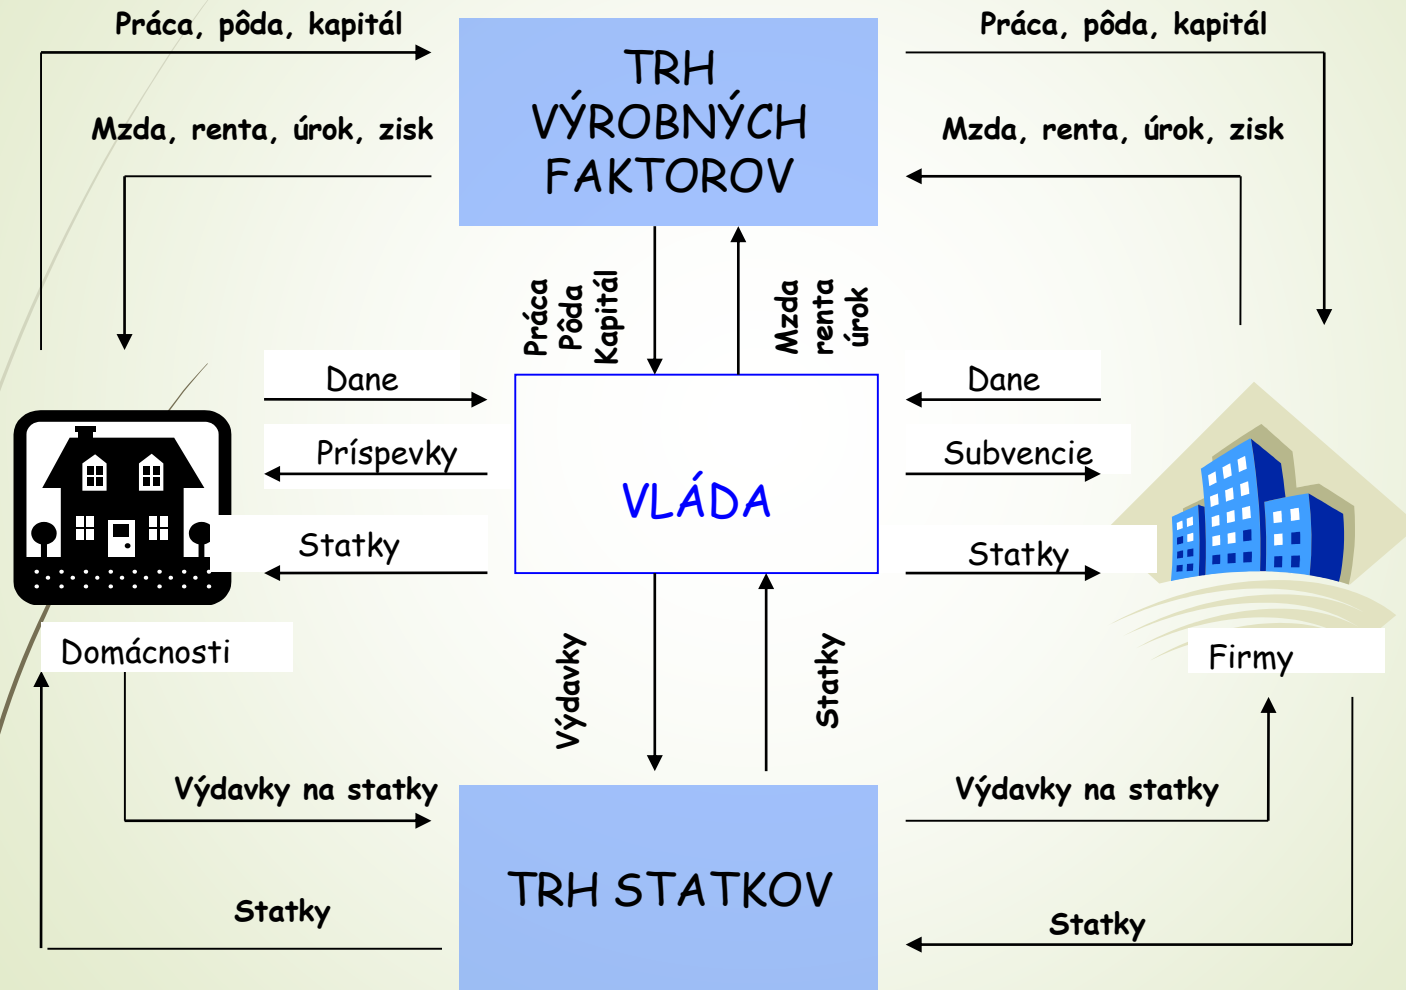 Práca, pôda, kapitál
Práca, pôda, kapitál
TRH
VÝROBNÝCH
FAKTOROV
Mzda, renta, úrok, zisk
Mzda, renta, úrok, zisk
Práca
Pôda
Kapitál
Mzda
renta
úrok
Dane
Dane
Príspevky
Subvencie
VLÁDA
Statky
Statky
Domácnosti
Firmy
Výdavky
Statky
Výdavky na statky
Výdavky na statky
TRH STATKOV
Statky
Statky